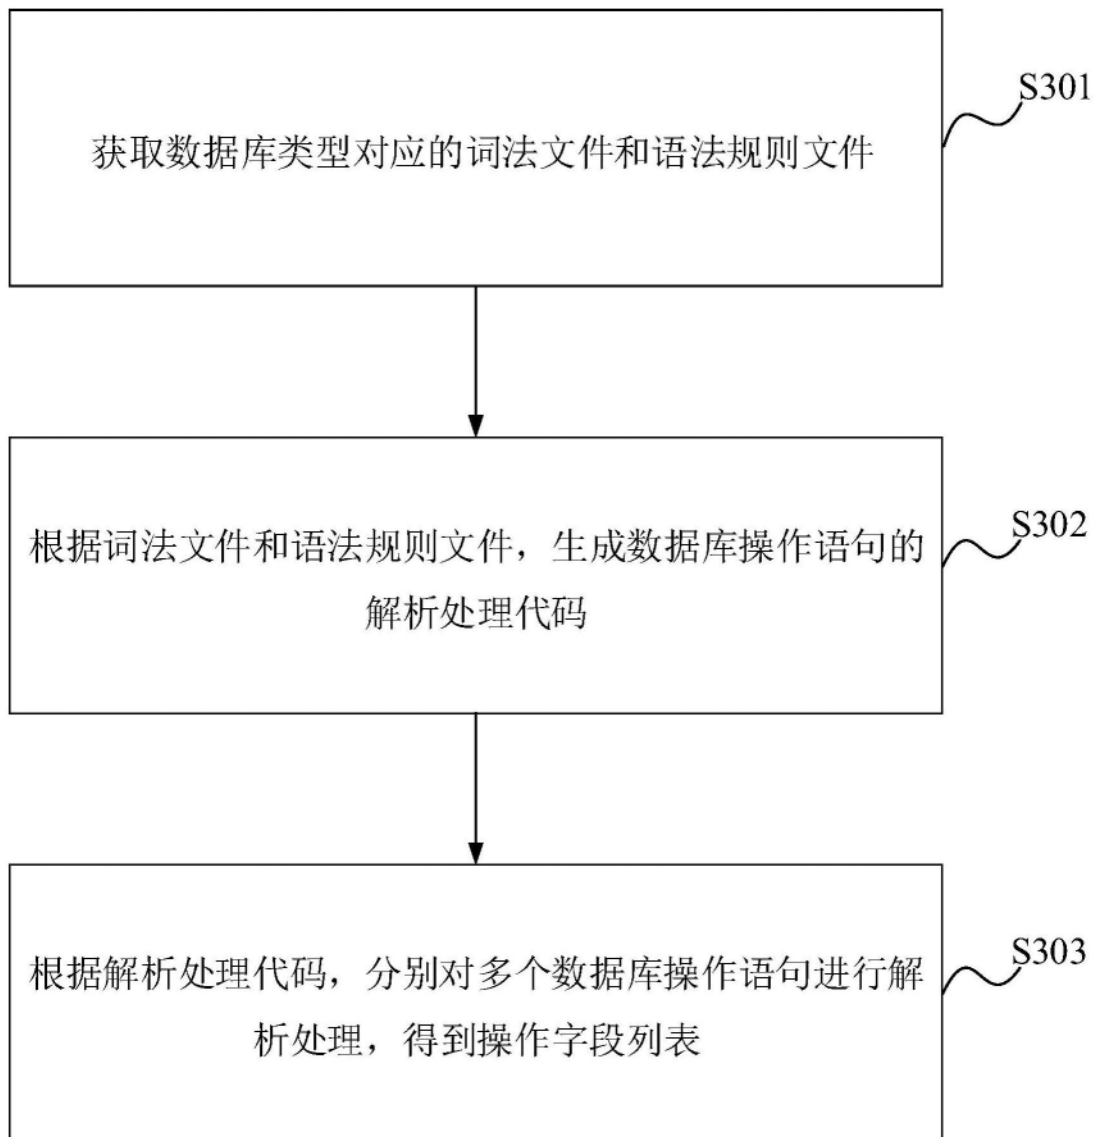 S301
获取数据库类型对应的词法文件和语法规则文件
S302
根据词法文件和语法规则文件，生成数据库操作语句的
解析处理代码
S303
根据解析处理代码，分别对多个数据库操作语句进行解
析处理，得到操作字段列表